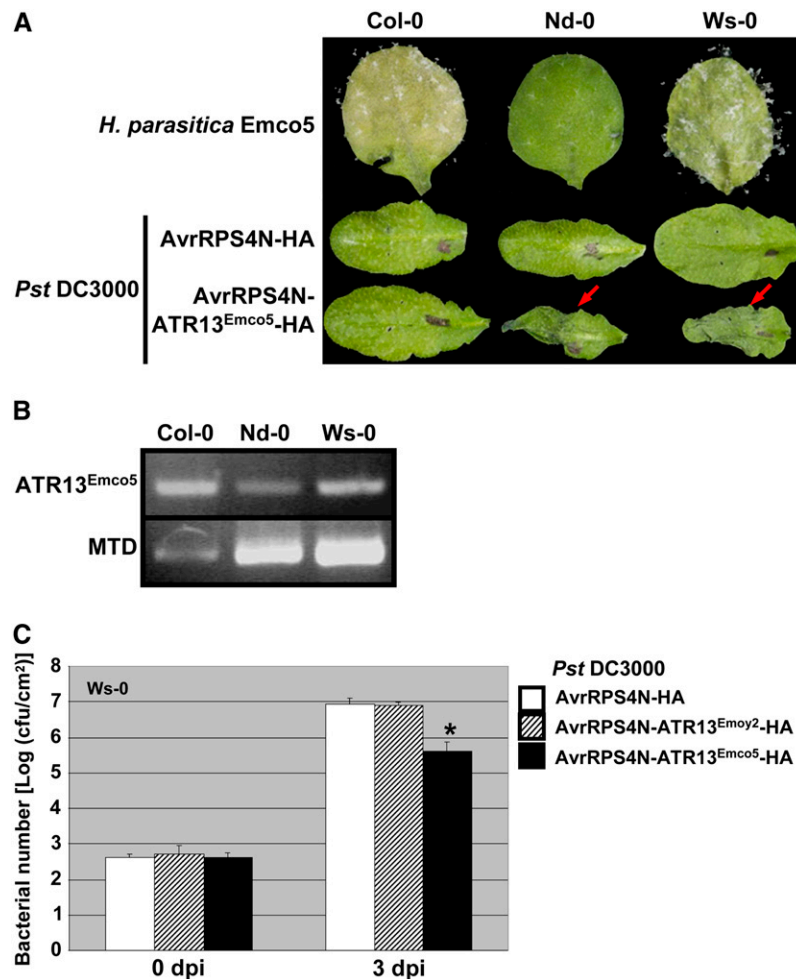 A
Col-0 Nd-0 Ws-0
H. parasitica Emco5
AvrRPS4N-HA
Pst DC3000
AvrRPS4N-
ATR13Emco5-HA
B
Col-0 Nd-0 Ws-0
ATR13Emco5
MTD
C
8
7
6
5
4
3
2
1
0
Bacterial number [Log (cfu/cm²)]
Ws-0
*
0 dpi 3 dpi
Pst DC3000
AvrRPS4N-HA
AvrRPS4N-ATR13Emoy2-HA
AvrRPS4N-ATR13Emco5-HA